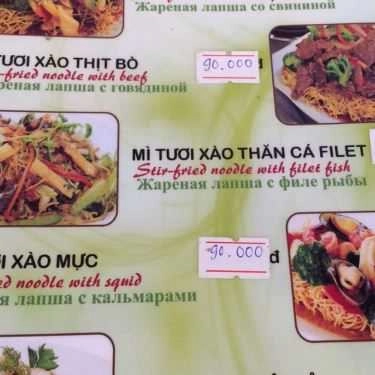 Жареная лапша со свининой
TƯƠI XÀO THỊT BÒ
-fried noodle with beef
реная лапша с говядиной
90.000 đ
MÌ TƯƠI XÀO THĂN CÁ FILET
Stir-fried noodle with filet fish
Жареная лапша с филе рыбы
XÀO MỰC
ed noodle with squid
я лапша с кальмарами
90.000 đ